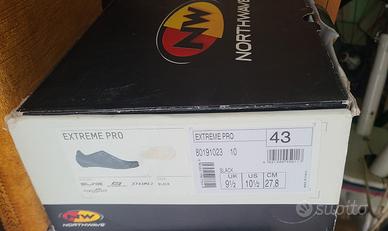 NW
NORTHWAVE
EXTREME PRO
EXTREME PRO
43
80191023 10
BLACK
UK US CM
9½ 10½ 27,8
NW
NORTHWAVE
subito